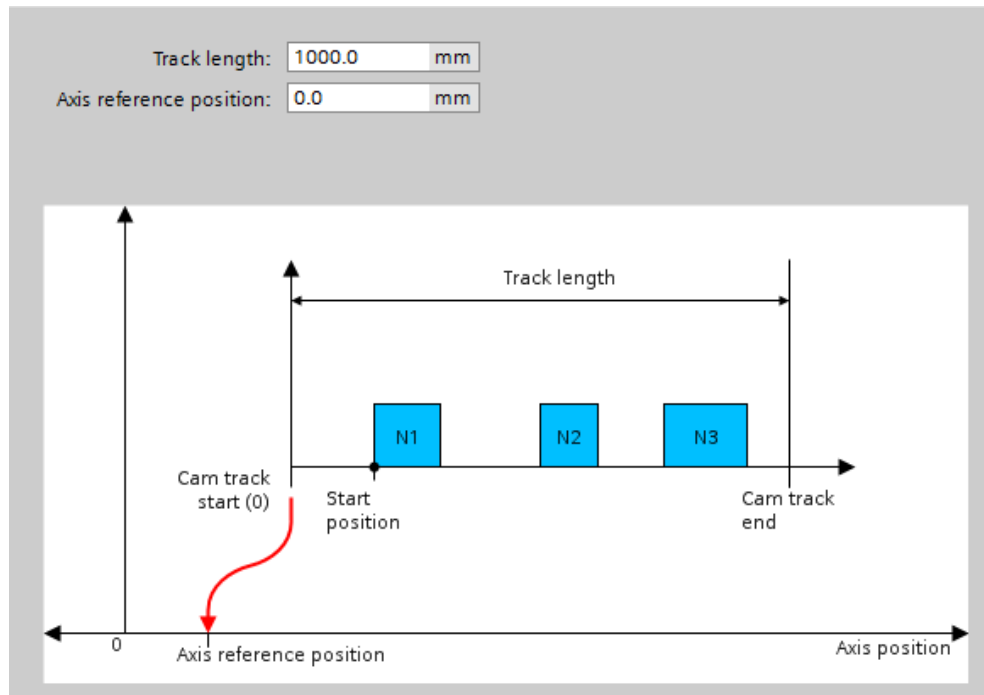 Track length: 1000.0 mm
Axis reference position: 0.0 mm
Track length
N1 N2 N3
Cam track
start (0)
Start
position
Cam track
end
0
Axis reference position
Axis position